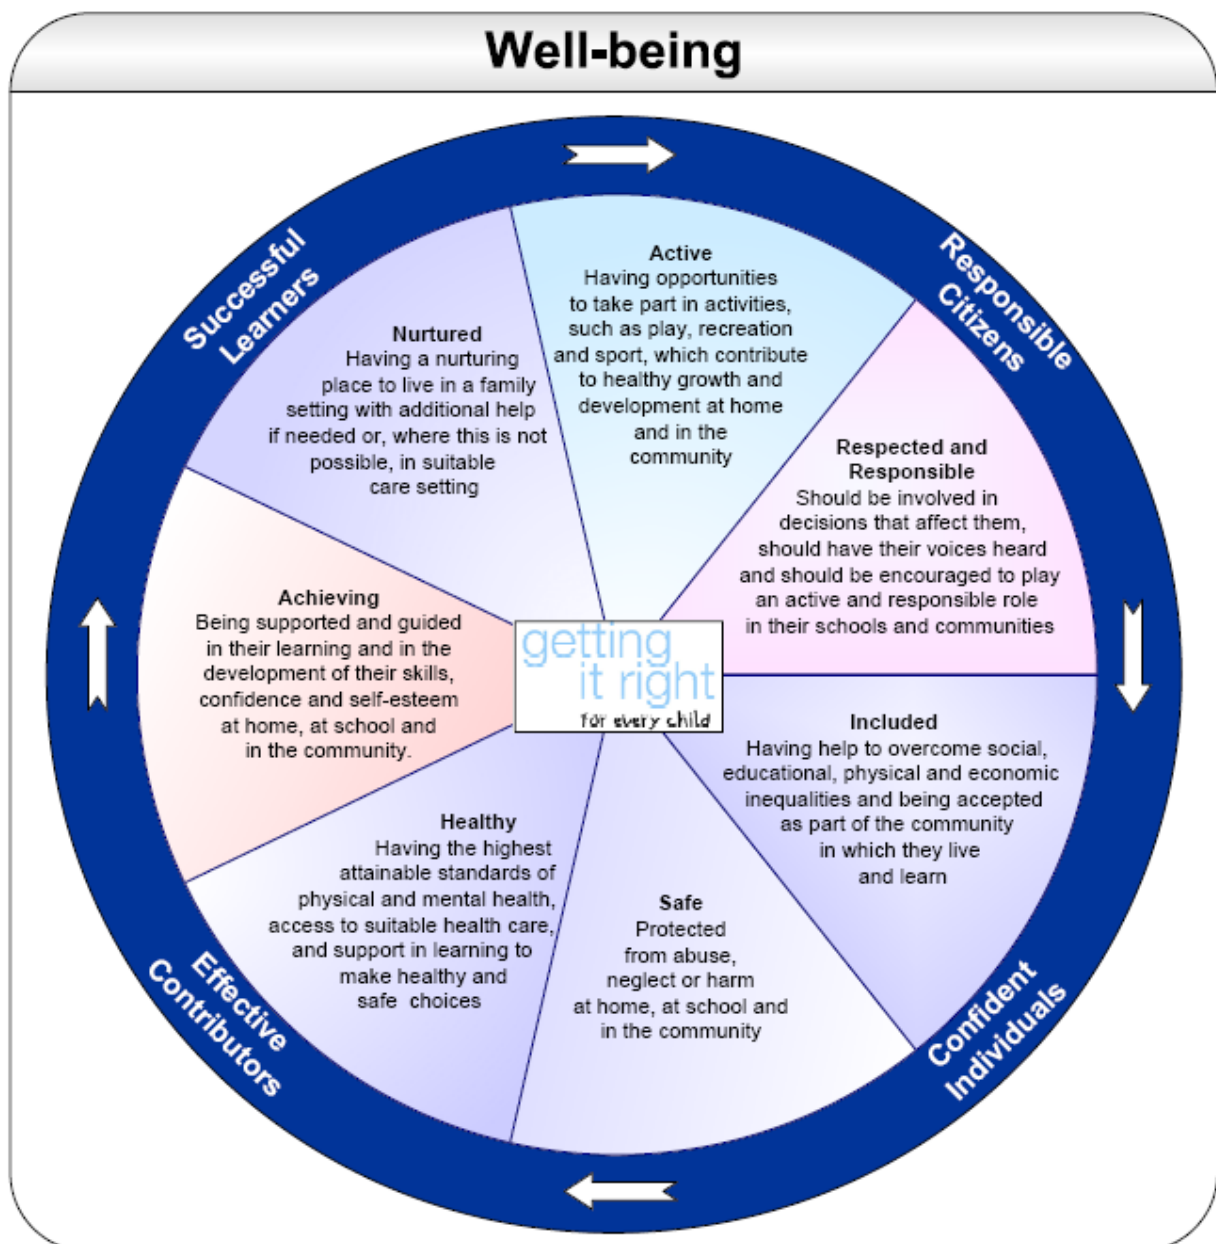 Well-being
Successful
Learners
Responsible
Citizens
Confident
Individuals
Effective
Contributors
Active
Having opportunities
to take part in activities,
such as play, recreation
and sport, which contribute
to healthy growth and
development at home
and in the
community
Respected and
Responsible
Should be involved in
decisions that affect them,
should have their voices heard
and should be encouraged to play
an active and responsible role
in their schools and communities
Included
Having help to overcome social,
educational, physical and economic
inequalities and being accepted
as part of the community
in which they live
and learn
Safe
Protected
from abuse,
neglect or harm
at home, at school and
in the community
Healthy
Having the highest
attainable standards of
physical and mental health,
access to suitable health care,
and support in learning to
make healthy and
safe choices
Achieving
Being supported and guided
in their learning and in the
development of their skills,
confidence and self-esteem
at home, at school and
in the community.
Nurtured
Having a nurturing
place to live in a family
setting with additional help
if needed or, where this is not
possible, in suitable
care setting
getting
it right
for every child